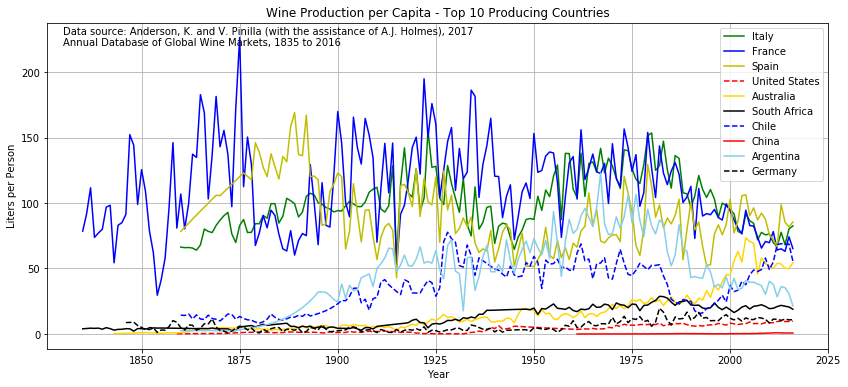 Wine Production per Capita - Top 10 Producing Countries
Data source: Anderson, K. and V. Pinilla (with the assistance of A.J. Holmes), 2017
Annual Database of Global Wine Markets, 1835 to 2016
Italy
France
Spain
United States
Australia
South Africa
Chile
China
Argentina
Germany
Liters per Person
200
150
100
50
0
1850
1875
1900
1925
1950
1975
2000
2025
Year